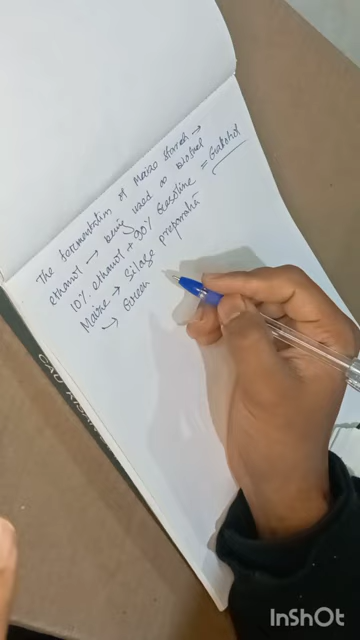 The fermentation of Maize starch →
ethanol → being used as biofuel
10% ethanol + 90% Gasoline = Gasohol
Maize → Silage preparatn
→ Green
InShOt